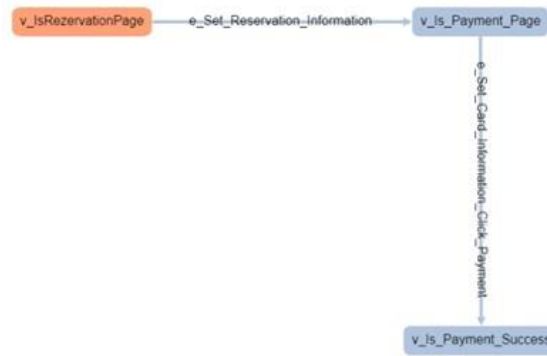 v_IsRezervationPage
e_Set_Reservation_Information
v_Is_Payment_Page
e_Set_Card_Information_Click_Payment
v_Is_Payment_Success